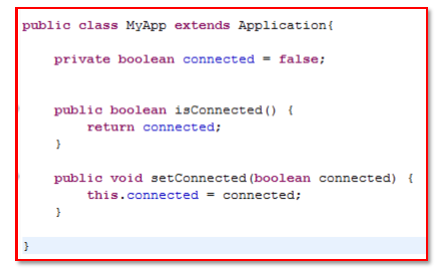 public class MyApp extends Application{
private boolean connected = false;
public boolean isConnected() {
return connected;
}
public void setConnected(boolean connected) {
this.connected = connected;
}
}